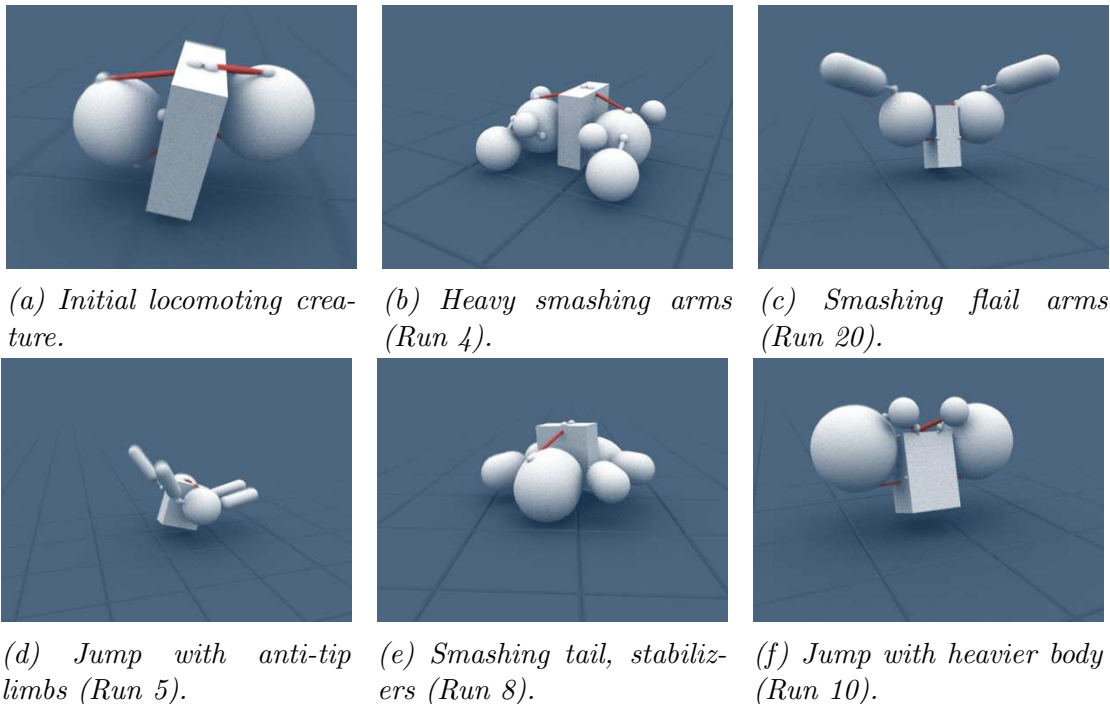 (a) Initial locomoting crea-
ture.
(b) Heavy smashing arms
(Run 4).
(c) Smashing flail arms
(Run 20).
(d) Jump with anti-tip
limbs (Run 5).
(e) Smashing tail, stabiliz-
ers (Run 8).
(f) Jump with heavier body
(Run 10).